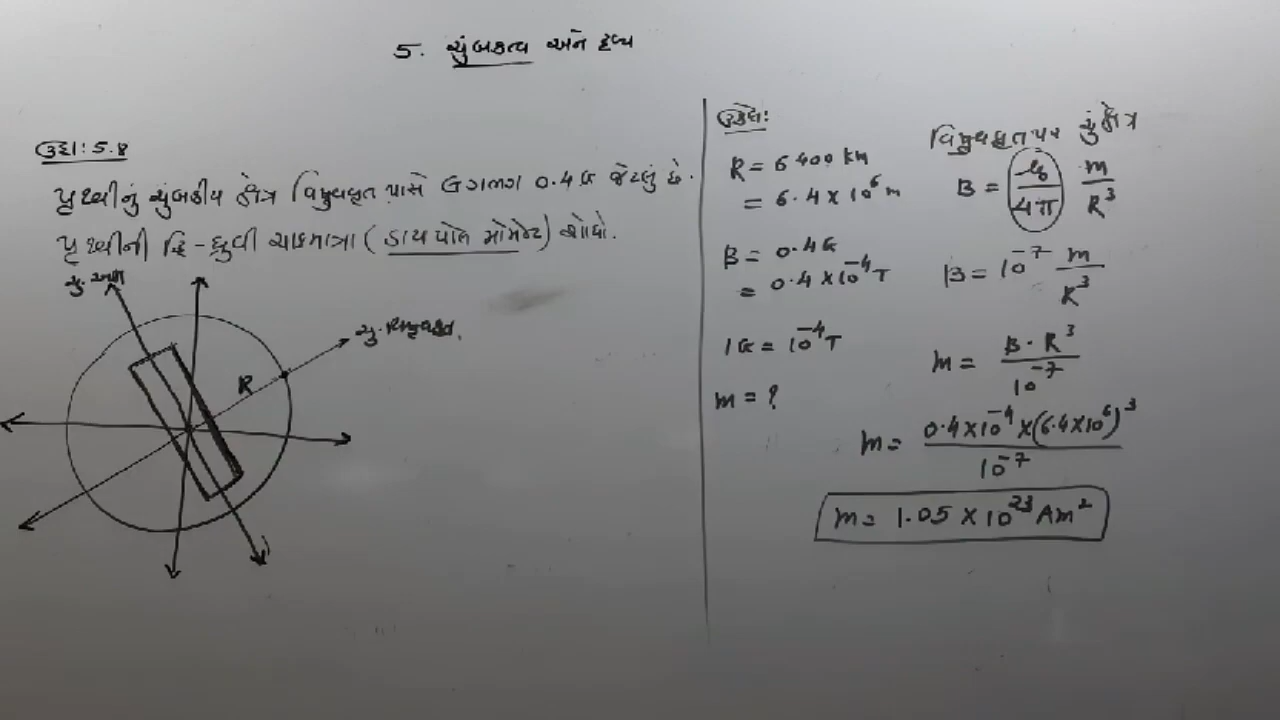 5. ચુંબકત્વ અને દ્રવ્ય
ઉદા: 5.8
પૃથ્વીનું ચુંબકીય ક્ષેત્ર વિષુવવૃત પાસે લગભગ 0.4 G જેટલું છે.
પૃથ્વીની દ્વિ-ધ્રુવી ચાકમાત્રા (ડાયપોલ મોમેન્ટ) શોધો.
ચું.અક્ષ
ચું.વિષુવવૃત
R
ઉકેલ:
R = 6400 km
= 6.4 × 10⁶ m
B = 0.4 G
= 0.4 × 10⁻⁴ T
1G = 10⁻⁴ T
m = ?
વિષુવવૃત પર ચું ક્ષેત્ર
B = μ₀/4π m/R³
B = 10⁻⁷ m/R³
m = B · R³ / 10⁻⁷
m = 0.4 × 10⁻⁴ × (6.4 × 10⁶)³ / 10⁻⁷
m = 1.05 × 10²³ Am²